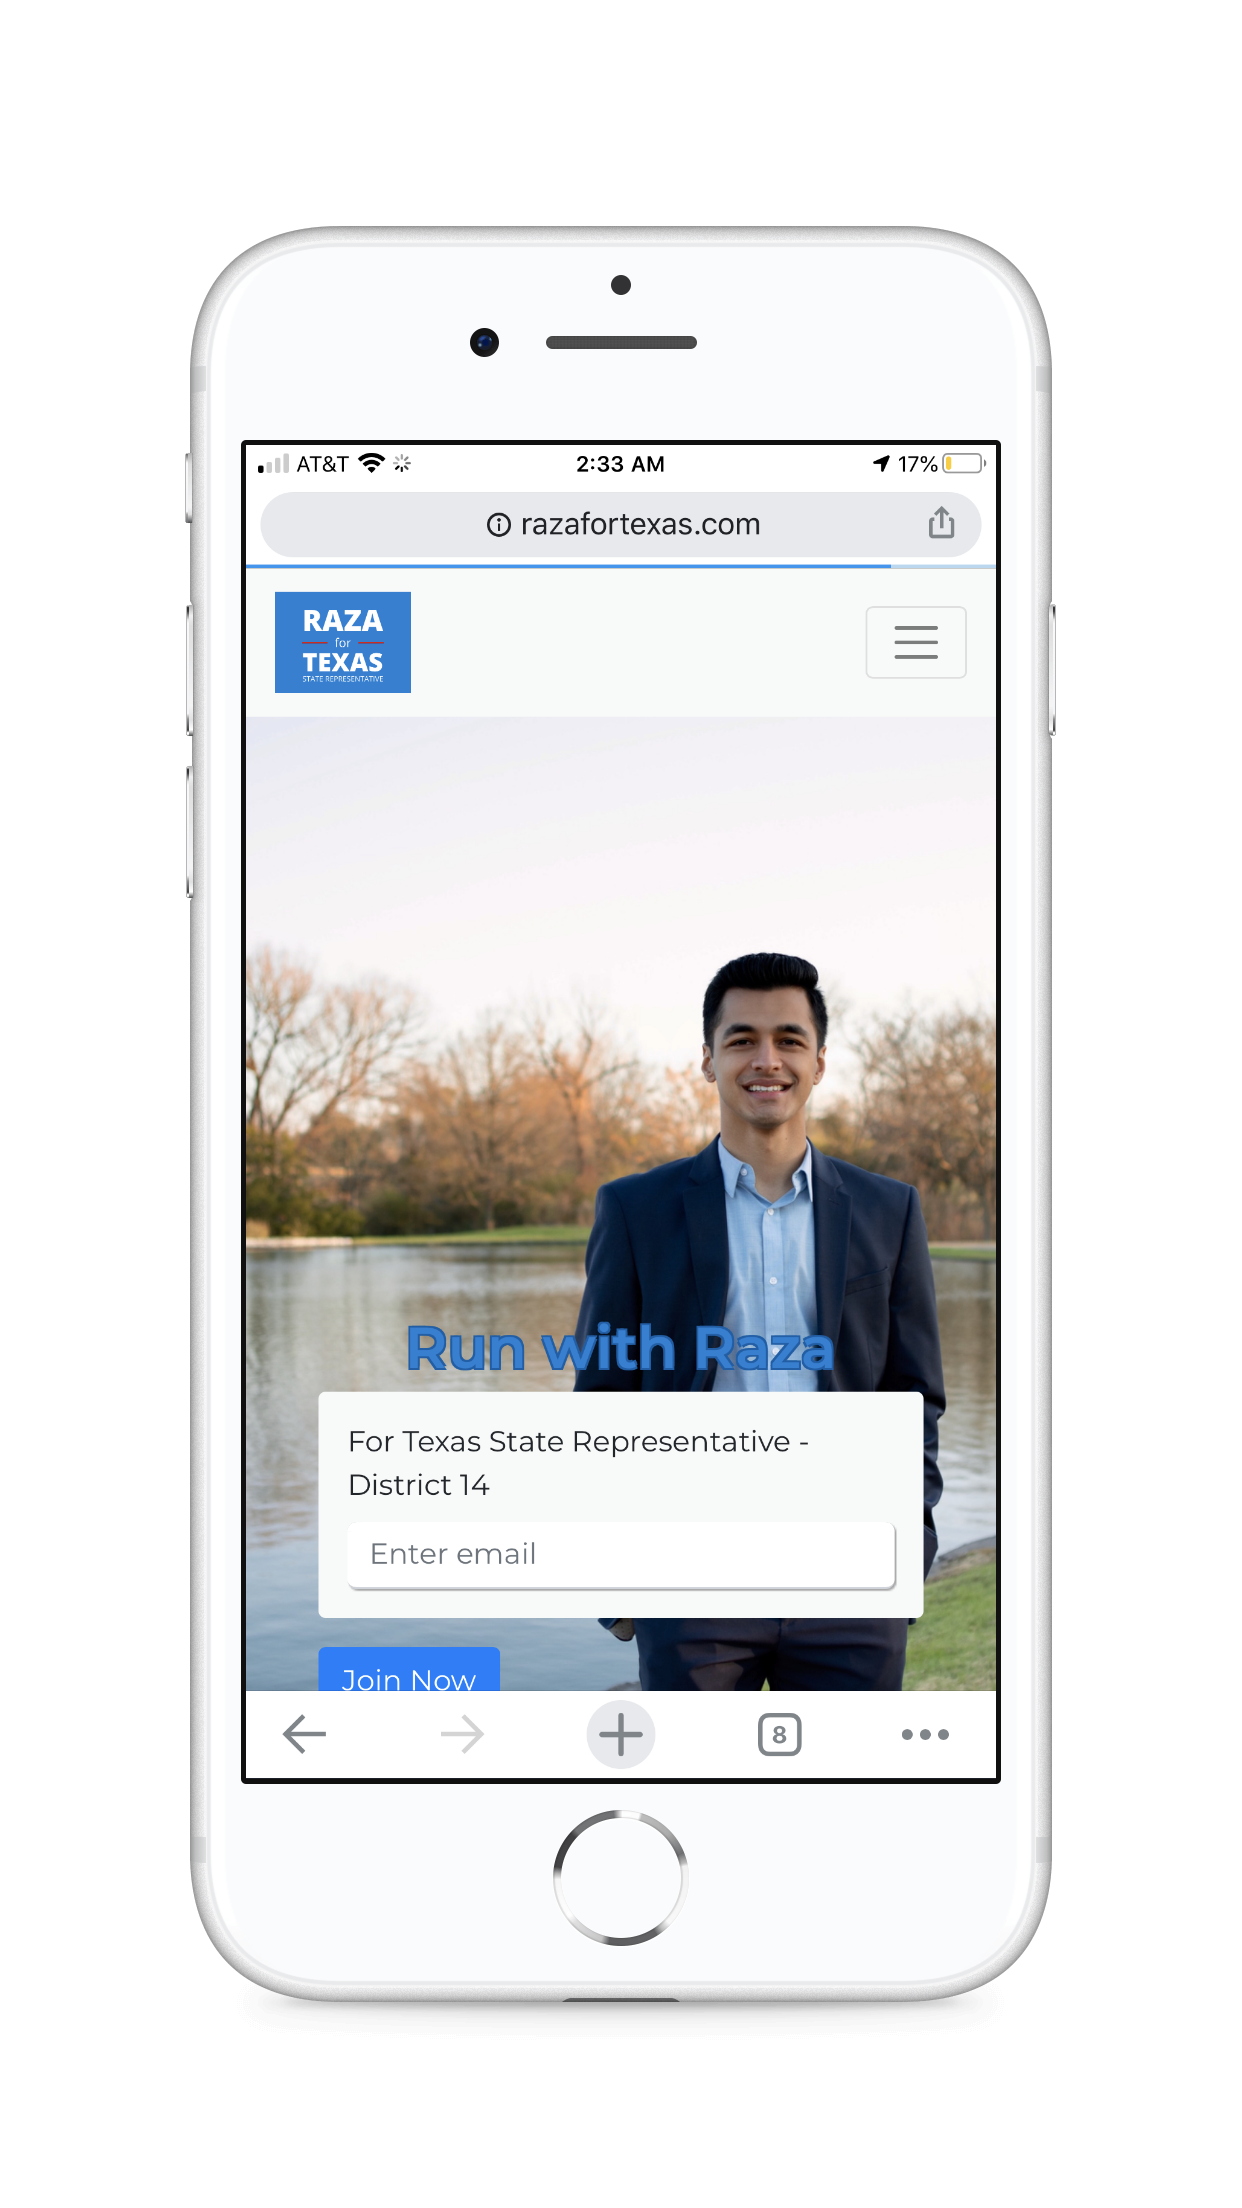 AT&T 2:33 AM 17%
razafortexas.com
RAZA
for
TEXAS
STATE REPRESENTATIVE
Run with Raza
For Texas State Representative -
District 14
Enter email
Join Now
8